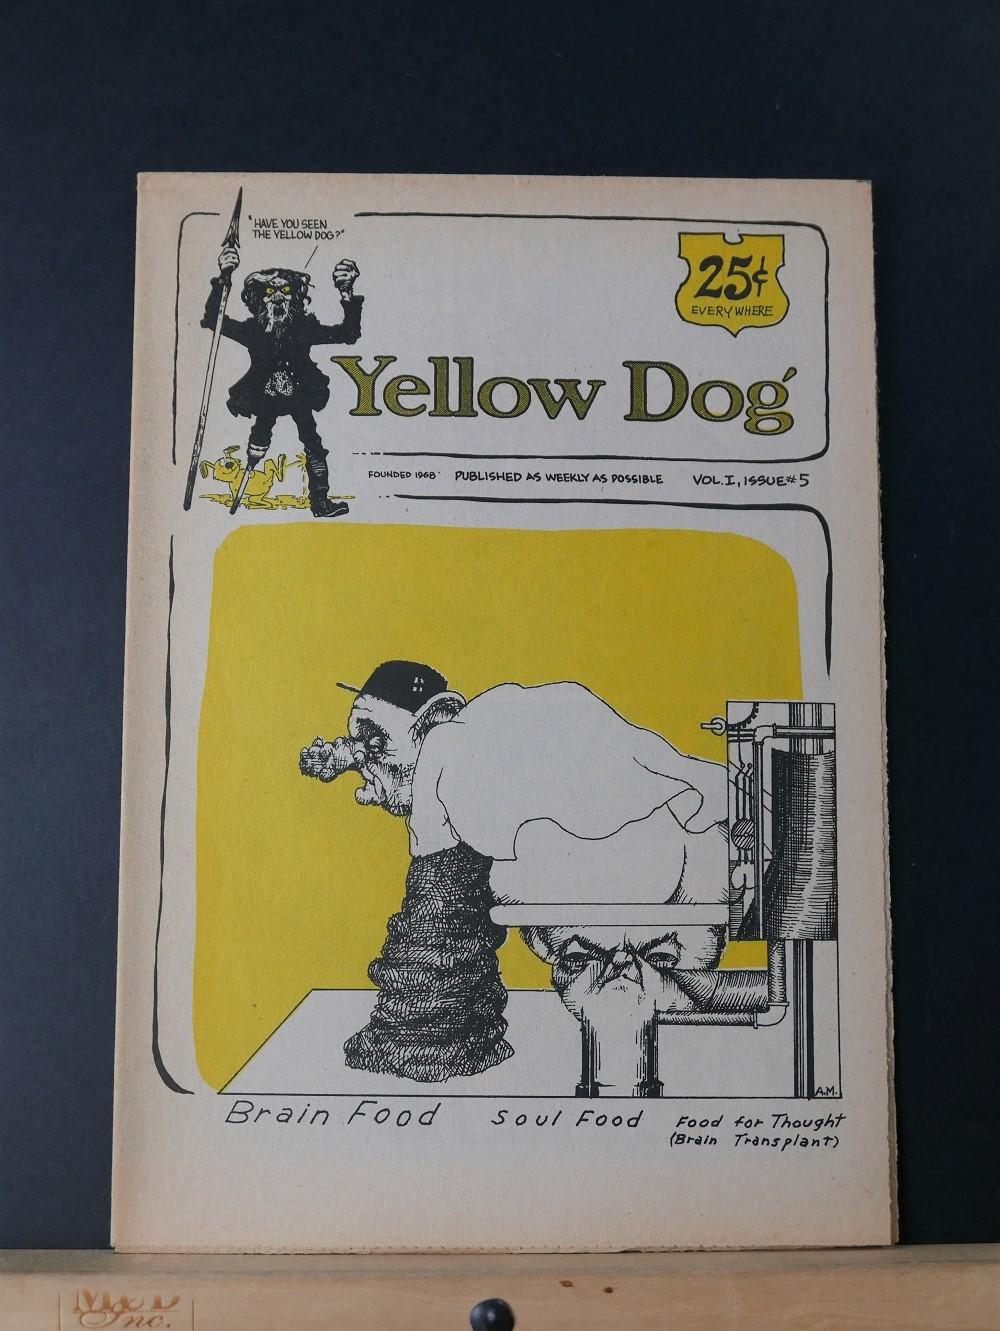 "HAVE YOU SEEN
THE YELLOW DOG?"
25¢
EVERYWHERE
Yellow Dog
FOUNDED 1968 PUBLISHED AS WEEKLY AS POSSIBLE VOL. I, ISSUE #5
A.M.
Brain Food Soul Food Food for Thought
(Brain Transplant)
M&D
Inc.